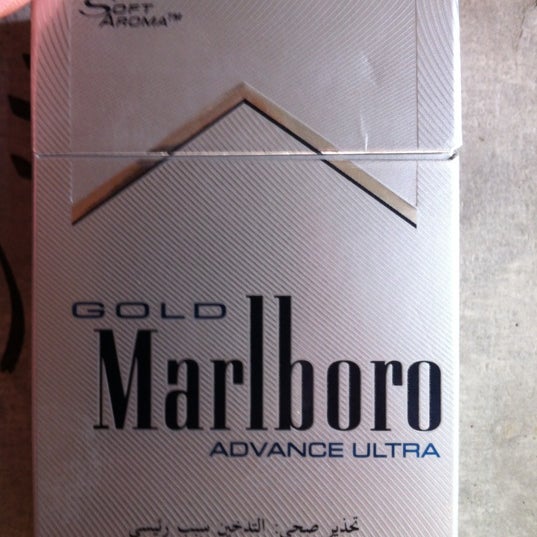 SOFT
AROMA™
GOLD
Marlboro
ADVANCE ULTRA
تحذير صحي: التدخين سبب رئيسي